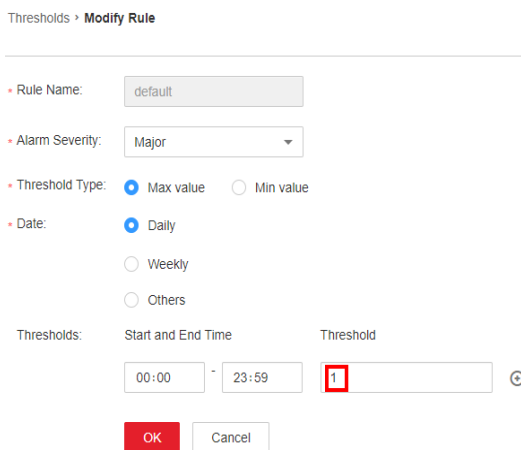 Thresholds > Modify Rule
* Rule Name: default
* Alarm Severity: Major
* Threshold Type: Max value Min value
* Date: Daily
Weekly
Others
Thresholds: Start and End Time Threshold
00:00 - 23:59 1
OK Cancel